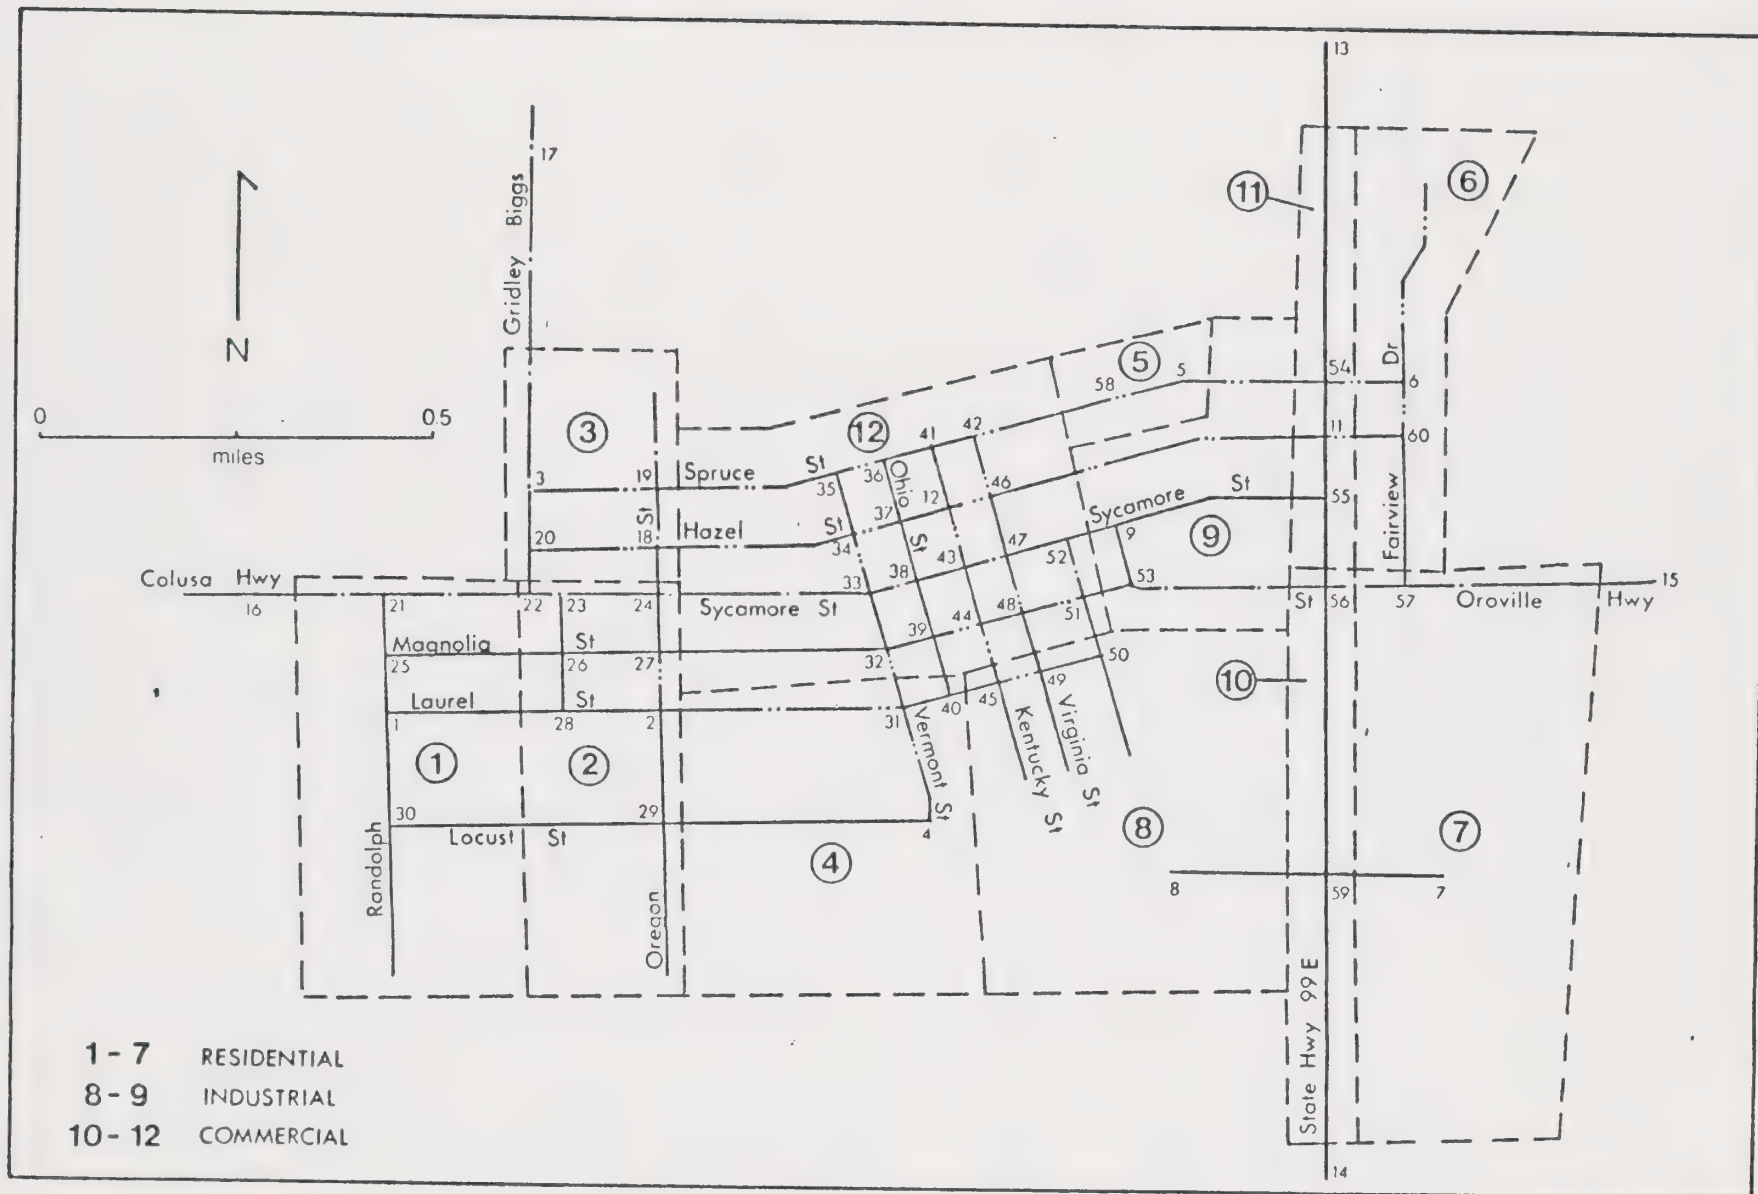 13
17
Gridley Biggs
N
0
0.5
miles
11
6
5
58
5
54
Dr
6
12
41
42
3
3
19
Spruce
St
35
36
Ohio
12
46
11
60
St
20
18
Hazel
St
34
37
St
43
47
Sycamore
St
55
52
9
9
Fairview
Colusa Hwy
16
21
22
23
24
Sycamore St
33
38
44
48
51
53
St
56
57
Oroville
Hwy
15
Magnolia
St
25
26
27
32
39
50
Laurel
St
1
28
2
31
40
45
49
10
Vermont St
Kentucky St
Virginia St
1
2
30
29
Locust St
4
4
8
7
Randolph
Oregon
8
59
7
State Hwy 99E
14
1 - 7 RESIDENTIAL
8 - 9 INDUSTRIAL
10 - 12 COMMERCIAL